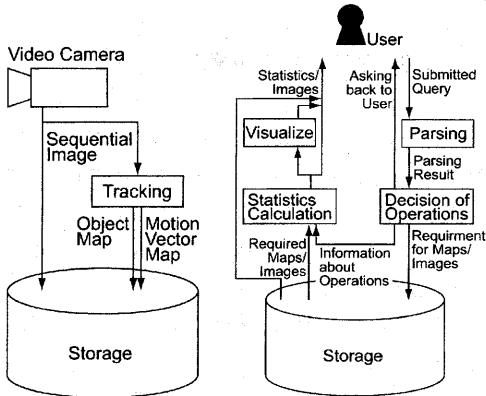 Video Camera
Sequential
Image
Tracking
Object
Map
Motion
Vector
Map
Storage
User
Statistics/
Images
Asking
back to
User
Submitted
Query
Visualize
Parsing
Parsing
Result
Statistics
Calculation
Decision of
Operations
Required
Maps/
Images
Information
about
Operations
Requirment
for Maps/
Images
Storage